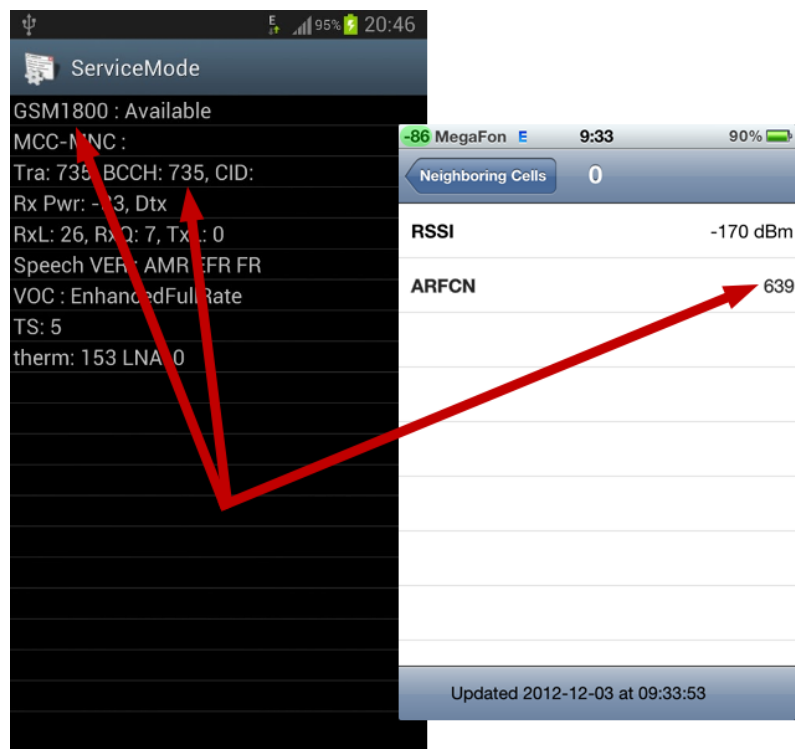 E 95% 20:46
ServiceMode
GSM1800 : Available
MCC-MNC :
Tra: 735, BCCH: 735, CID:
Rx Pwr: -83, Dtx
RxL: 26, RxQ: 7, TxL: 0
Speech VER: AMR EFR FR
VOC : EnhancedFullRate
TS: 5
therm: 153 LNA: 0
-86 MegaFon E 9:33 90%
Neighboring Cells 0
RSSI -170 dBm
ARFCN 639
Updated 2012-12-03 at 09:33:53